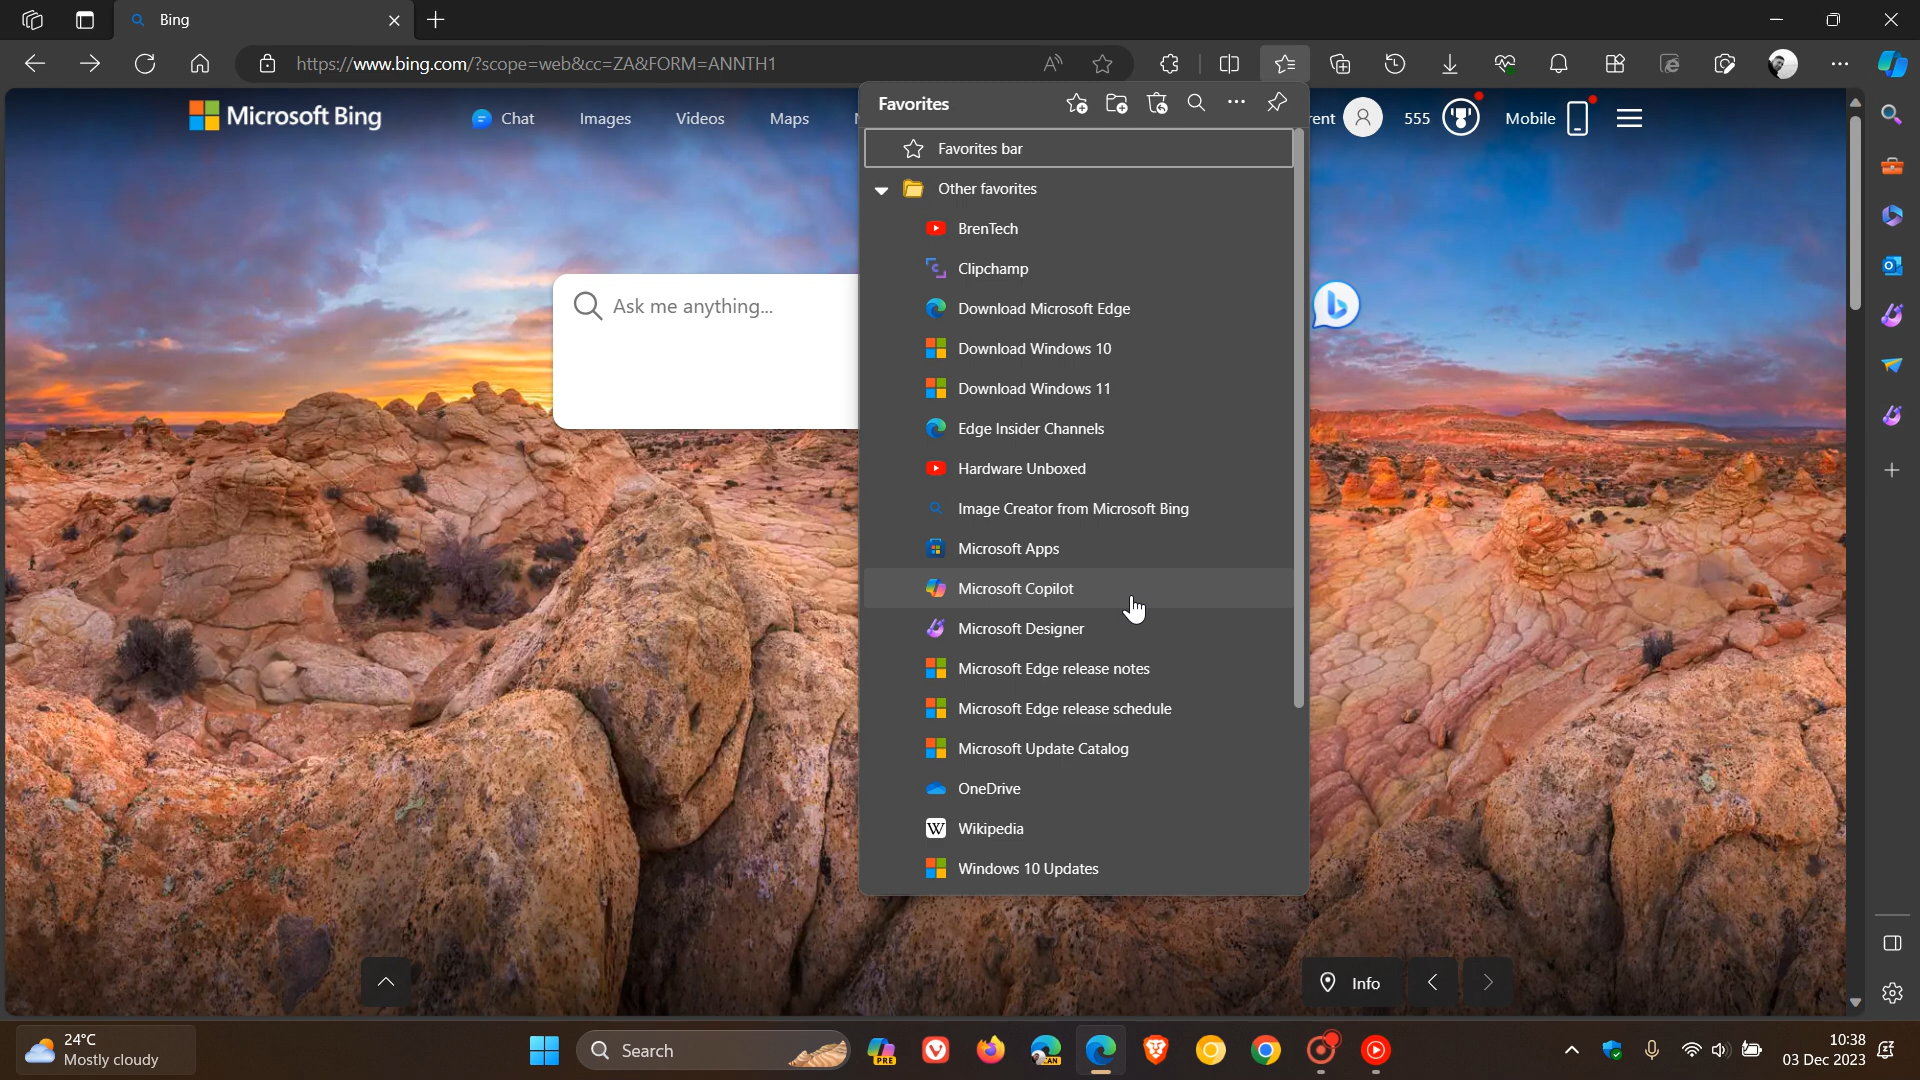 Bing
https://www.bing.com/?scope=web&cc=ZA&FORM=ANNTH1
Microsoft Bing
Chat
Images
Videos
Maps
rent
555
Mobile
Ask me anything...
Favorites
Favorites bar
Other favorites
BrenTech
Clipchamp
Download Microsoft Edge
Download Windows 10
Download Windows 11
Edge Insider Channels
Hardware Unboxed
Image Creator from Microsoft Bing
Microsoft Apps
Microsoft Copilot
Microsoft Designer
Microsoft Edge release notes
Microsoft Edge release schedule
Microsoft Update Catalog
OneDrive
Wikipedia
Windows 10 Updates
Info
24°C
Mostly cloudy
Search
PRE
CAN
10:38
03 Dec 2023